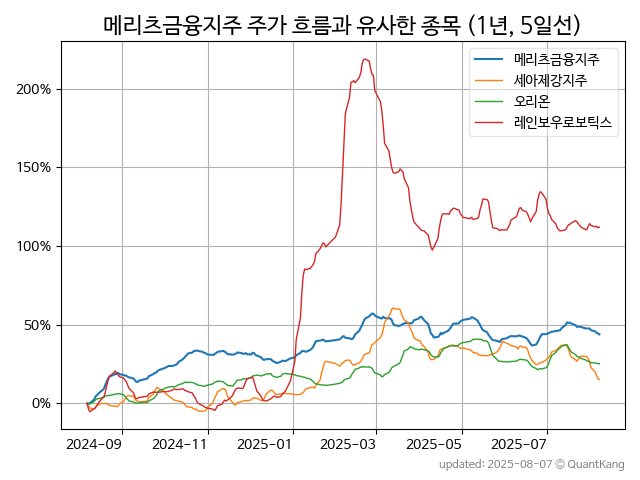 메리츠금융지주 주가 흐름과 유사한 종목 (1년, 5일선)
메리츠금융지주
세아제강지주
오리온
레인보우로보틱스
200%
150%
100%
50%
0%
2024-09 2024-11 2025-01 2025-03 2025-05 2025-07
updated: 2025-08-07 © QuantKang